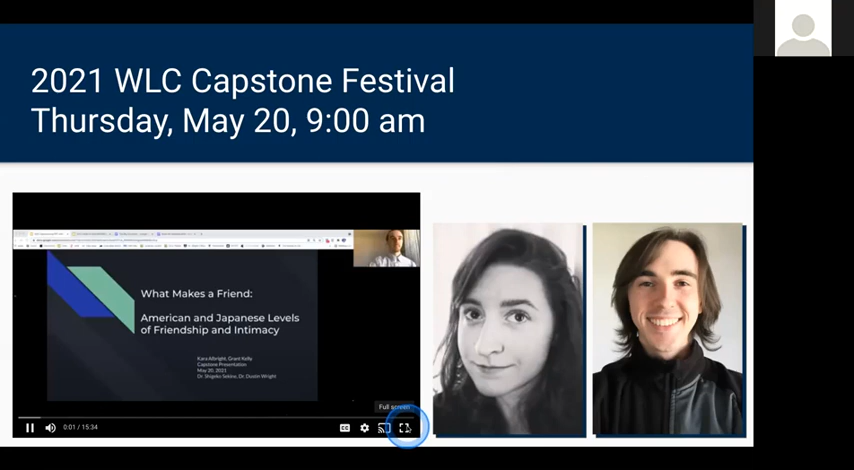 2021 WLC Capstone Festival
Thursday, May 20, 9:00 am
What Makes a Friend:
American and Japanese Levels
of Friendship and Intimacy
Kara Albright, Grant Kelly
Capstone Presentation
May 20, 2021
Dr. Shigeko Sekine, Dr. Dustin Wright
Full screen
0:01 / 15:34
CC